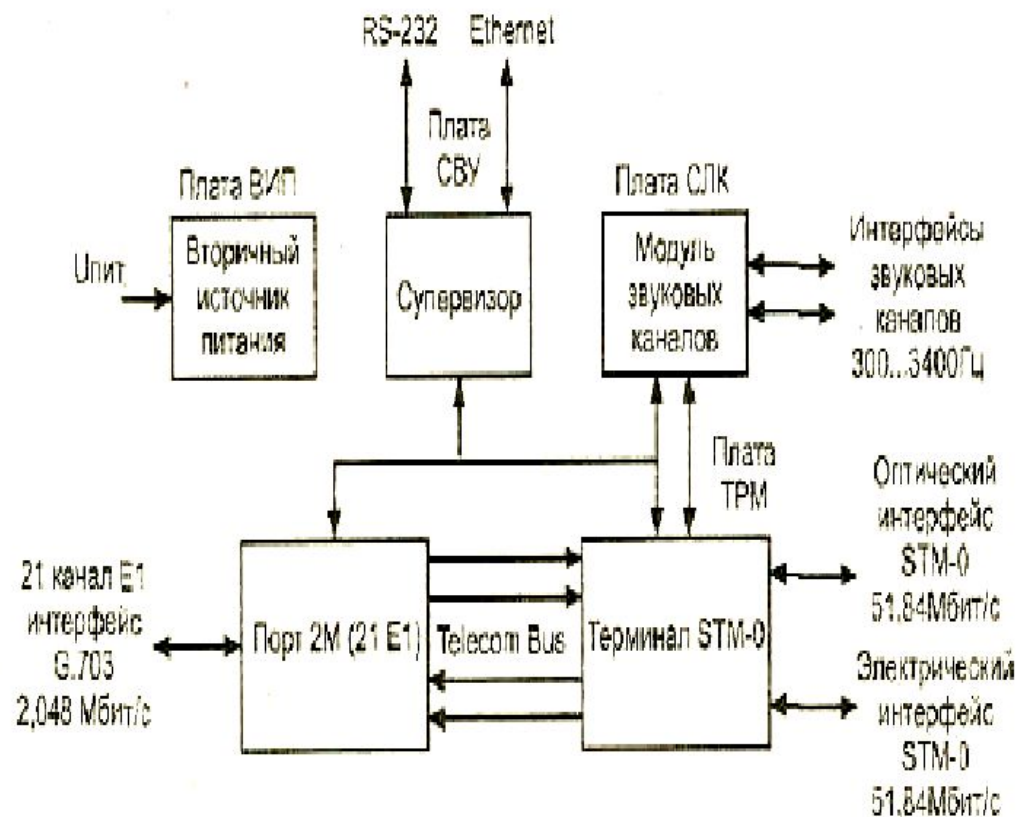 RS-232 Ethernet
Плата
СВУ
Плата ВИП
Плата СЛК
Uпит
Вторичный
источник
питания
Супервизор
Модуль
звуковых
каналов
Интерфейсы
звуковых
каналов
300...3400Гц
Плата
ТРМ
21 канал E1
интерфейс
G.703
2,048 Мбит/с
Порт 2М (21 E1)
Telecom Bus
Терминал STM-0
Оптический
интерфейс
STM-0
51,84Мбит/с
Электрический
интерфейс
STM-0
51,84Мбит/с